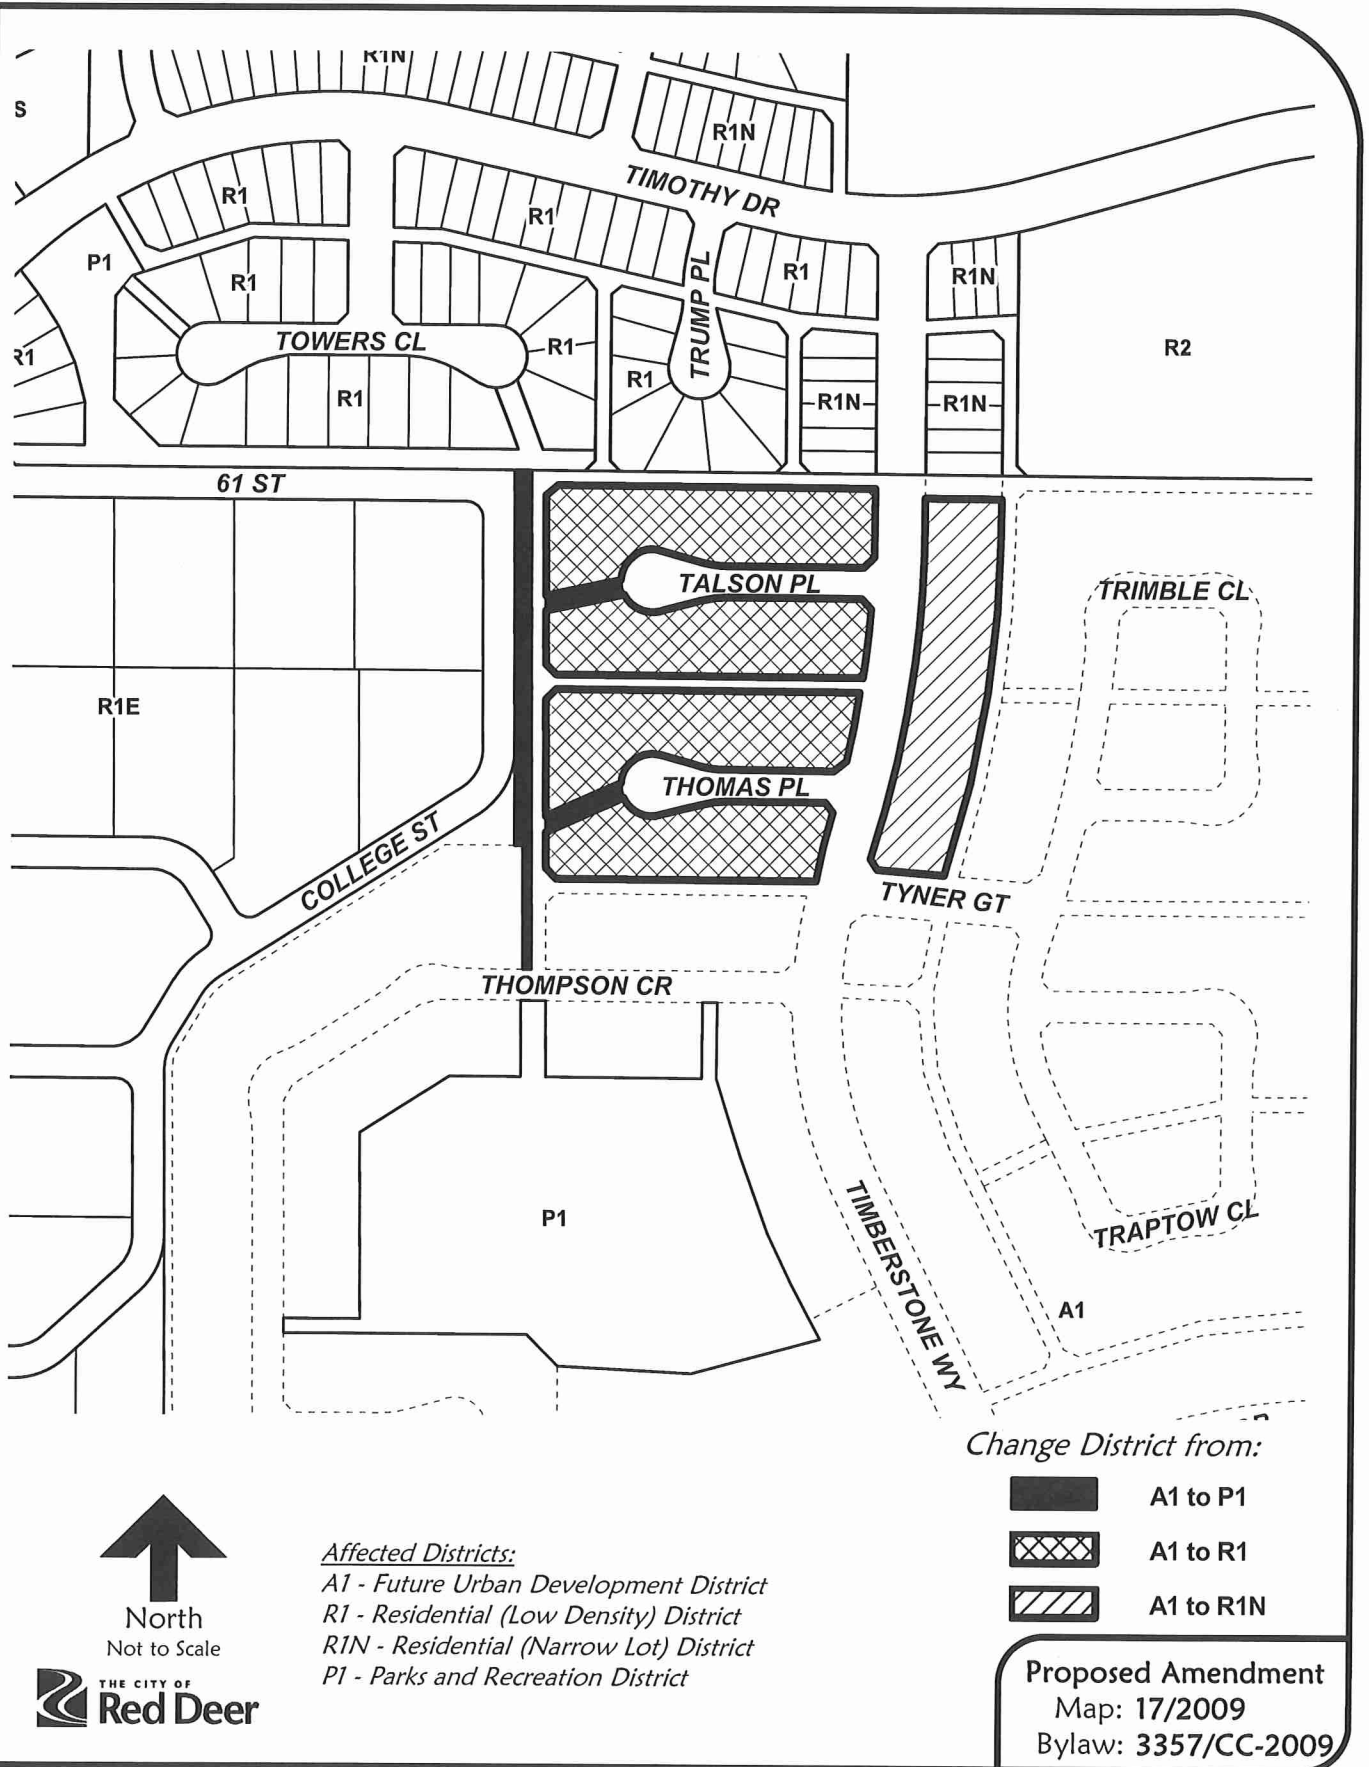 R1N
S
R1N
TIMOTHY DR
R1
R1
P1
R1
R1
R1N
TRUMP PL
TOWERS CL
R1
R1
R1
R1
R2
R1N
R1N
61 ST
TALSON PL
TRIMBLE CL
R1E
THOMAS PL
COLLEGE ST
TYNER GT
THOMPSON CR
P1
TIMBERSTONE WY
TRAPTOW CL
A1
Change District from:
A1 to P1
A1 to R1
A1 to R1N
North
Not to Scale
THE CITY OF
Red Deer
Affected Districts:
A1 - Future Urban Development District
R1 - Residential (Low Density) District
R1N - Residential (Narrow Lot) District
P1 - Parks and Recreation District
Proposed Amendment
Map: 17/2009
Bylaw: 3357/CC-2009